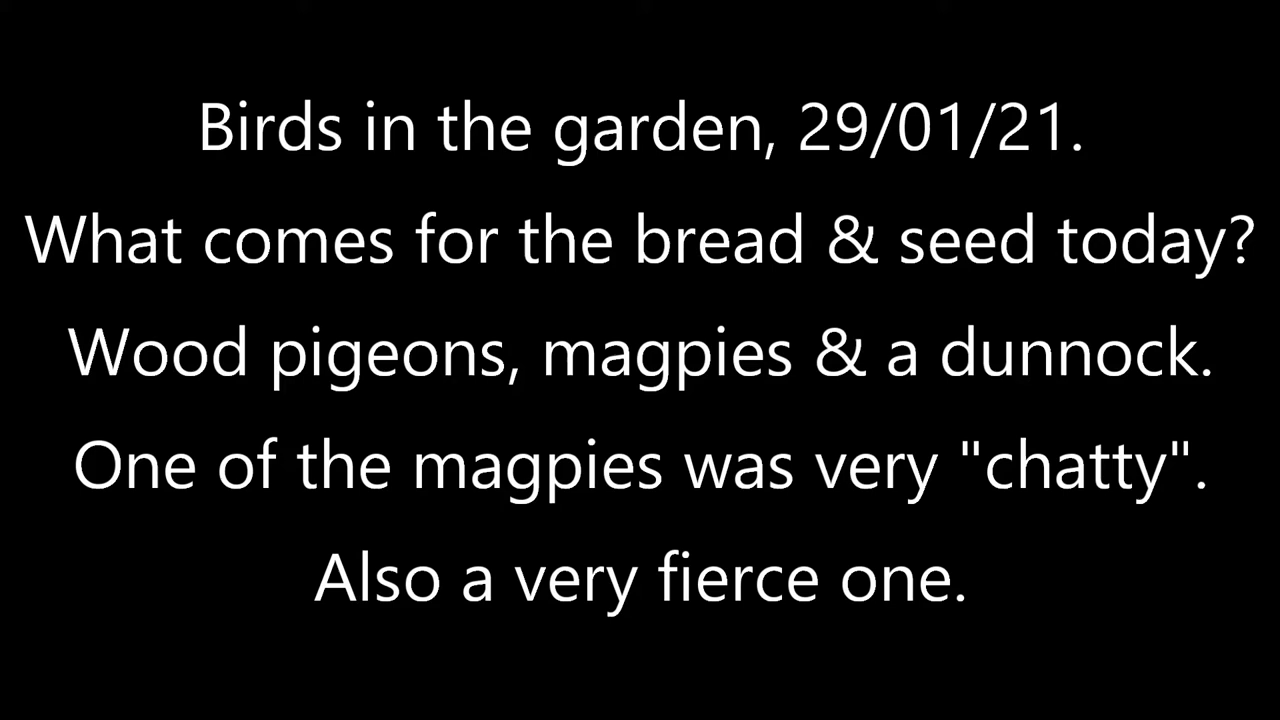 Birds in the garden, 29/01/21.
What comes for the bread & seed today?
Wood pigeons, magpies & a dunnock.
One of the magpies was very "chatty".
Also a very fierce one.